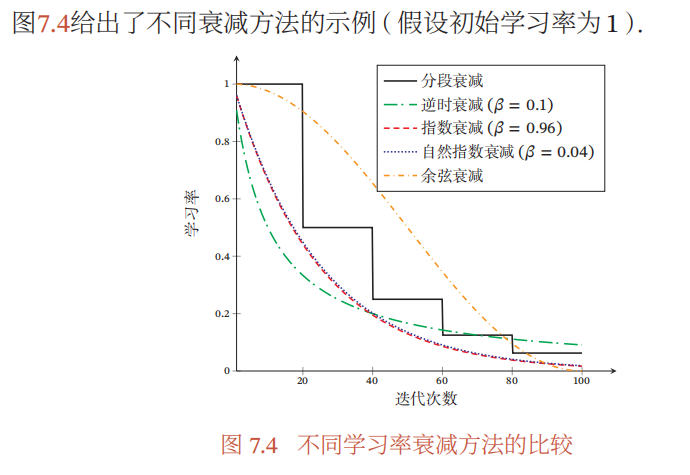 图7.4给出了不同衰减方法的示例（假设初始学习率为1）.
分段衰减
逆时衰减 (β = 0.1)
指数衰减 (β = 0.96)
自然指数衰减 (β = 0.04)
余弦衰减
1
0.8
0.6
0.4
0.2
0
学习率
20 40 60 80 100
迭代次数
图 7.4 不同学习率衰减方法的比较